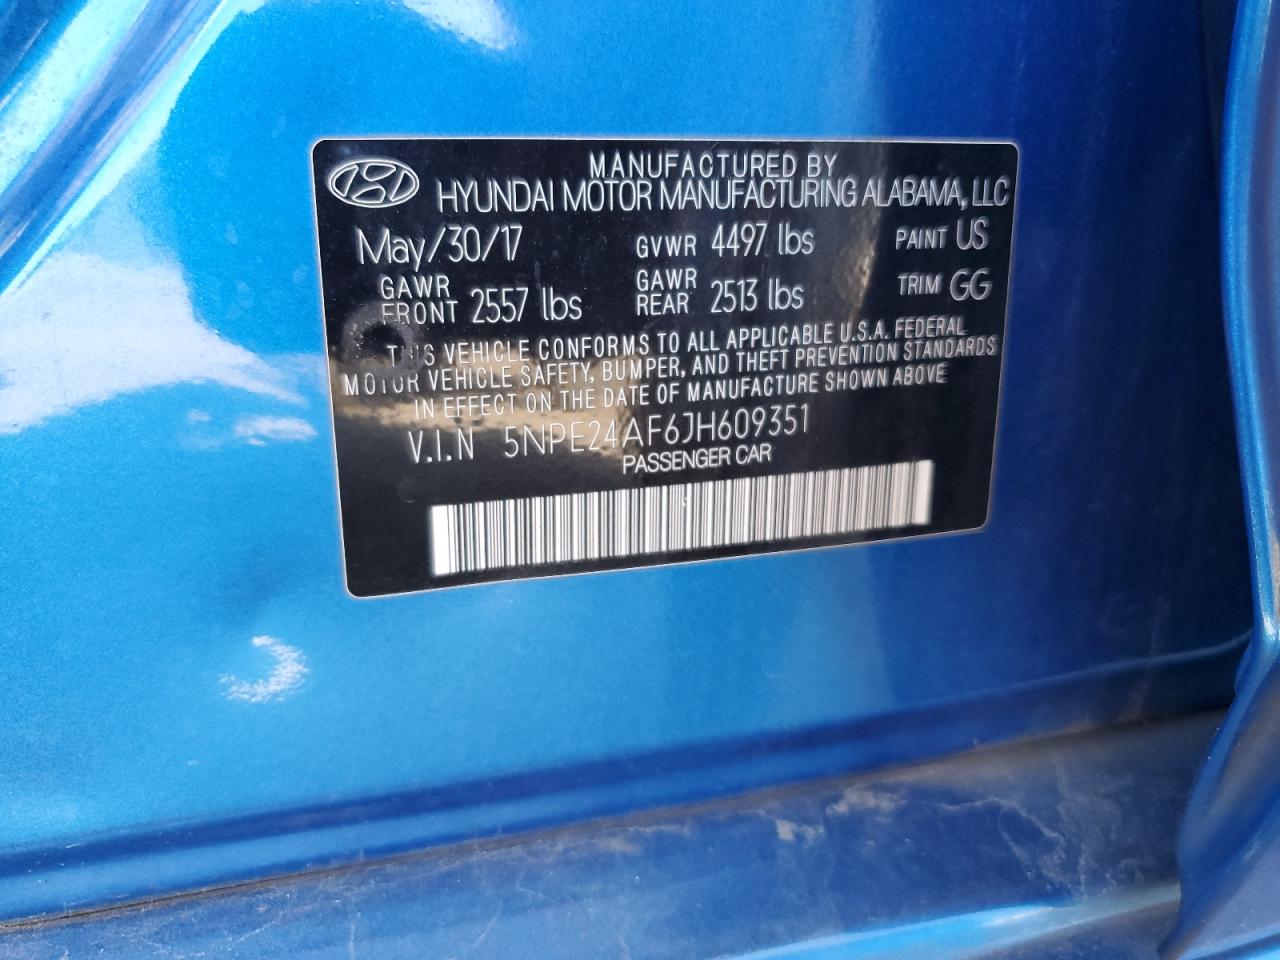 MANUFACTURED BY
HYUNDAI MOTOR MANUFACTURING ALABAMA, LLC
May/30/17 GVWR 4497 lbs PAINT US
GAWR FRONT 2557 lbs GAWR REAR 2513 lbs TRIM GG
THIS VEHICLE CONFORMS TO ALL APPLICABLE U.S.A. FEDERAL
MOTOR VEHICLE SAFETY, BUMPER, AND THEFT PREVENTION STANDARDS
IN EFFECT ON THE DATE OF MANUFACTURE SHOWN ABOVE
V.I.N 5NPE24AF6JH609351
PASSENGER CAR